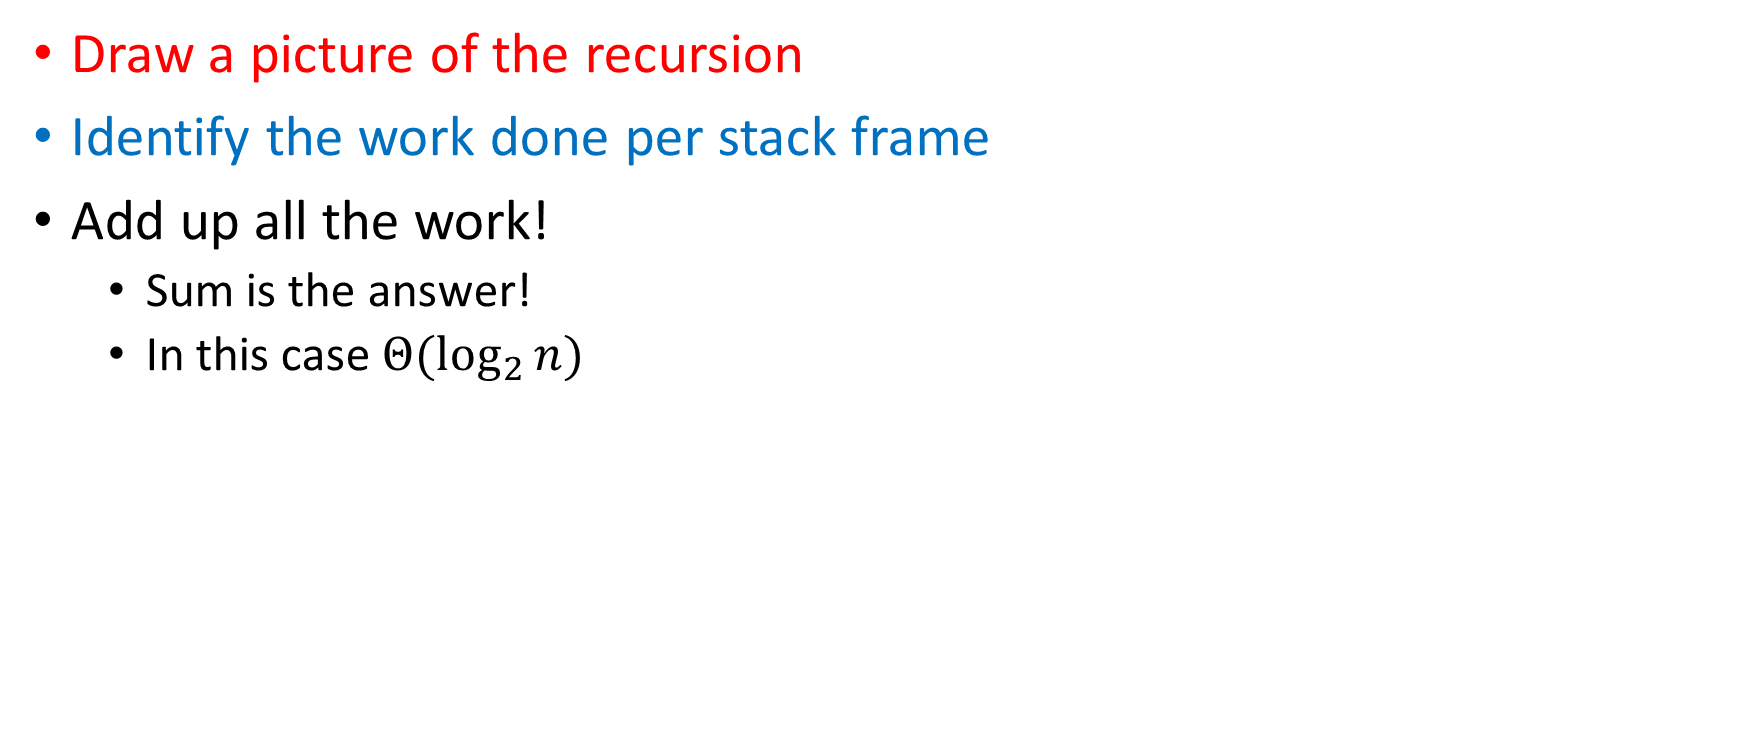 • Draw a picture of the recursion
• Identify the work done per stack frame
• Add up all the work!
• Sum is the answer!
• In this case Θ(log₂ n)